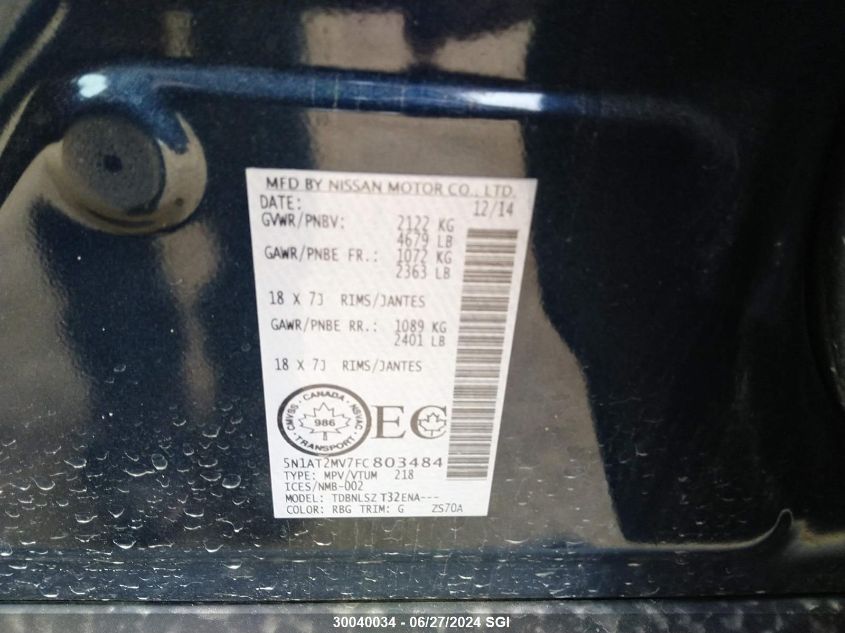 MFD BY NISSAN MOTOR CO., LTD.
DATE: 12/14
GVWR/PNBV: 2122 KG
4679 LB
GAWR/PNBE FR.: 1072 KG
2363 LB
18 X 7J RIMS/JANTES
GAWR/PNBE RR.: 1089 KG
2401 LB
18 X 7J RIMS/JANTES
CANADA
CMVSS 986 NSVAC
TRANSPORT
EC
5N1AT2MV7FC803484
TYPE: MPV/VTUM 218
ICES/NMB-002
MODEL: TDBNLSZ T32ENA---
COLOR: RBG TRIM: G ZS70A
30040034 - 06/27/2024 SGI